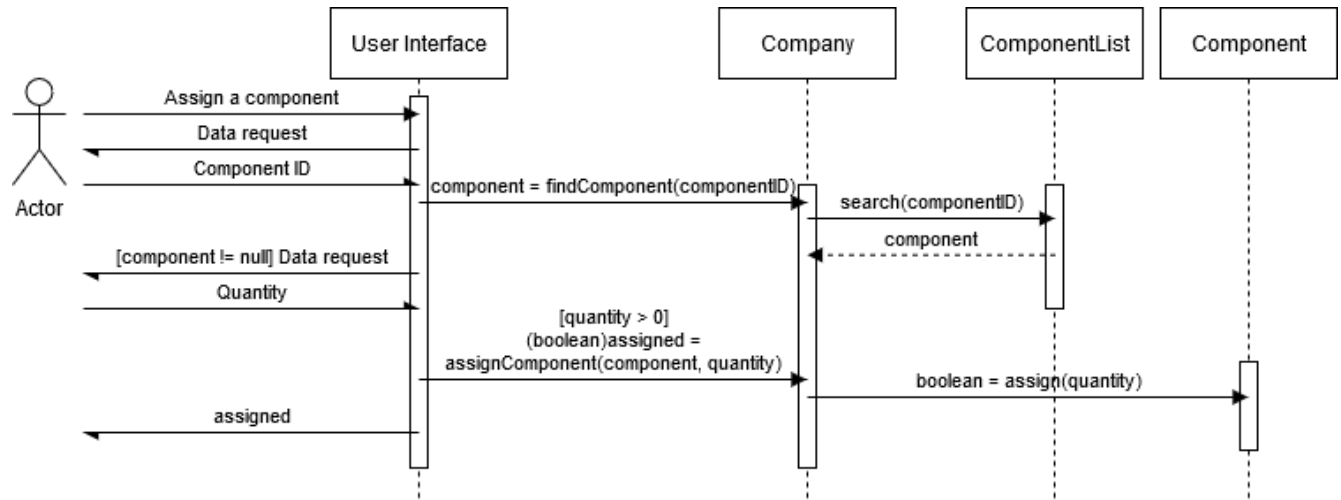 User Interface
Company
ComponentList
Component
Actor
Assign a component
Data request
Component ID
component = findComponent(componentID)
search(componentID)
component
[component != null] Data request
Quantity
[quantity > 0]
(boolean)assigned =
assignComponent(component, quantity)
boolean = assign(quantity)
assigned